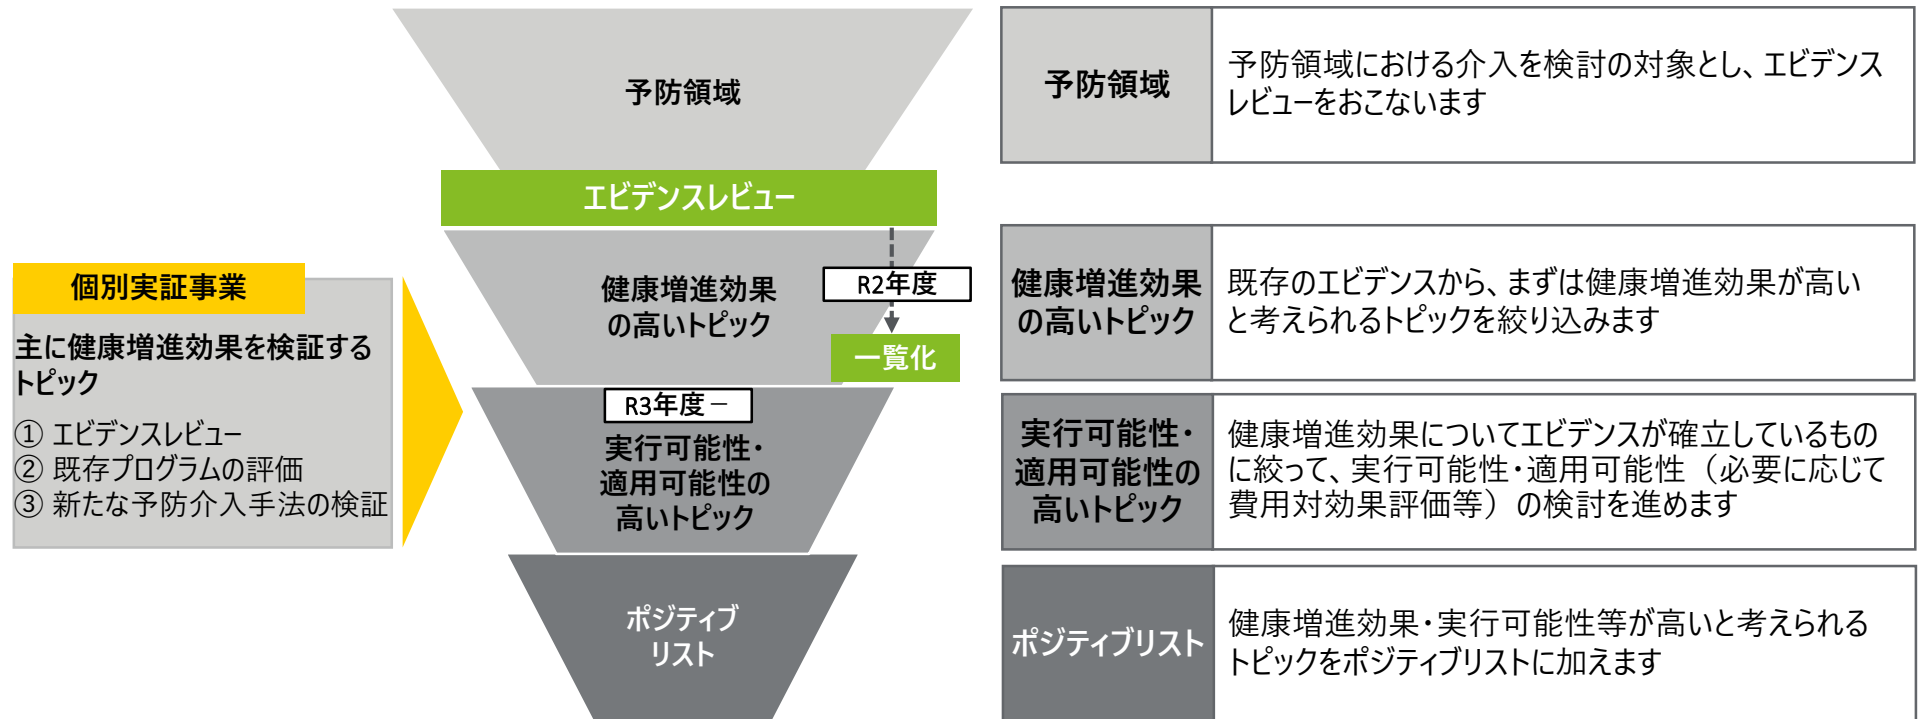 予防領域
エビデンスレビュー
健康増進効果
の高いトピック
R2年度
一覧化
R3年度－
実行可能性・
適用可能性の
高いトピック
ポジティブ
リスト
個別実証事業
主に健康増進効果を検証する
トピック
① エビデンスレビュー
② 既存プログラムの評価
③ 新たな予防介入手法の検証
予防領域
予防領域における介入を検討の対象とし、エビデンス
レビューをおこないます
健康増進効果
の高いトピック
既存のエビデンスから、まずは健康増進効果が高い
と考えられるトピックを絞り込みます
実行可能性・
適用可能性の
高いトピック
健康増進効果についてエビデンスが確立しているもの
に絞って、実行可能性・適用可能性（必要に応じて
費用対効果評価等）の検討を進めます
ポジティブリスト
健康増進効果・実行可能性等が高いと考えられる
トピックをポジティブリストに加えます